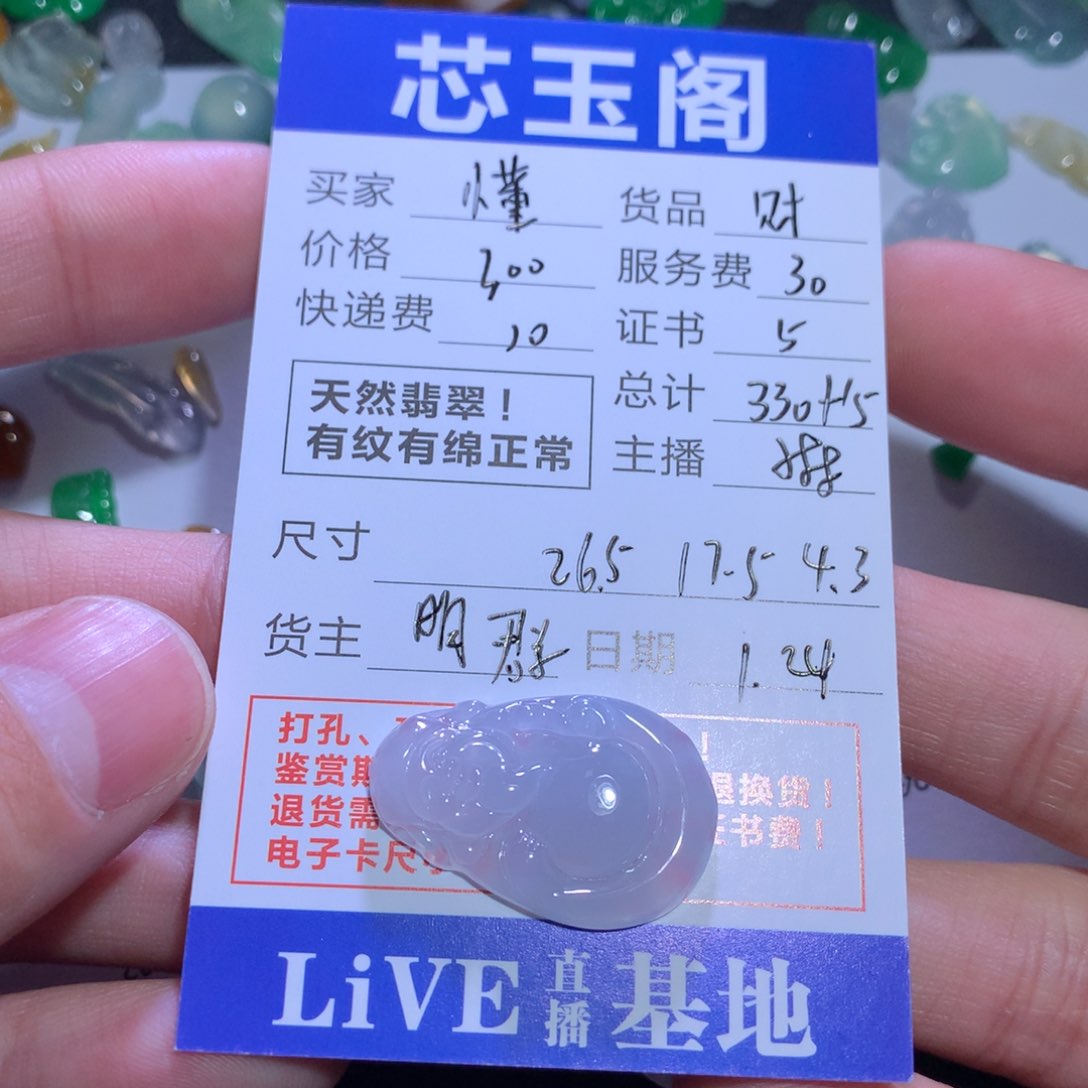 芯玉阁
买家 懂 货品 财
价格 300 服务费 30
快递费 10 证书 5
天然翡翠！ 总计 330+15
有纹有绵正常 主播
尺寸 26.5 17.5 4.3
货主 明 日期 1.24
打孔、 ！
鉴赏期 退换货！
退货需 证书费！
电子卡尺
LiVE 直播 基地